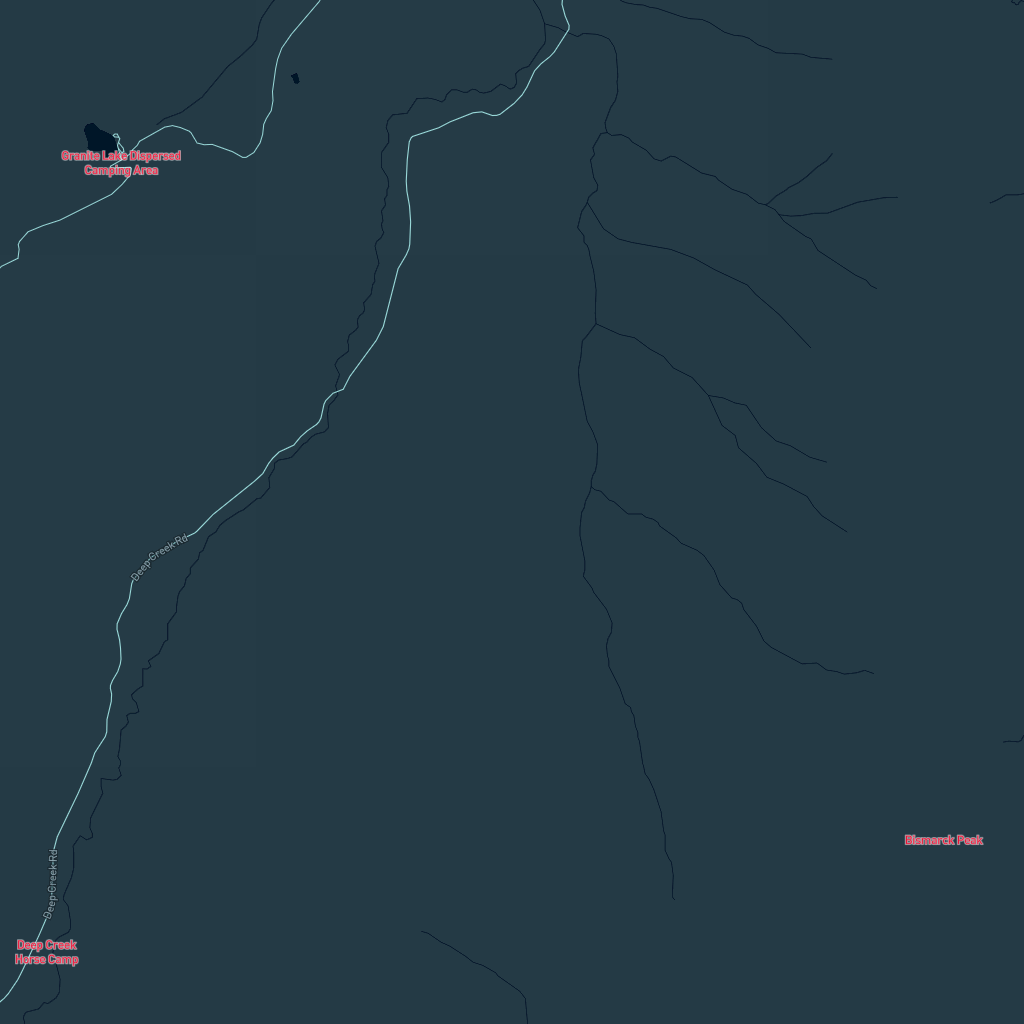 Granite Lake Dispersed
Camping Area
Deep Creek Rd
Bismarck Peak
Deep Creek Rd
Deep Creek
Horse Camp